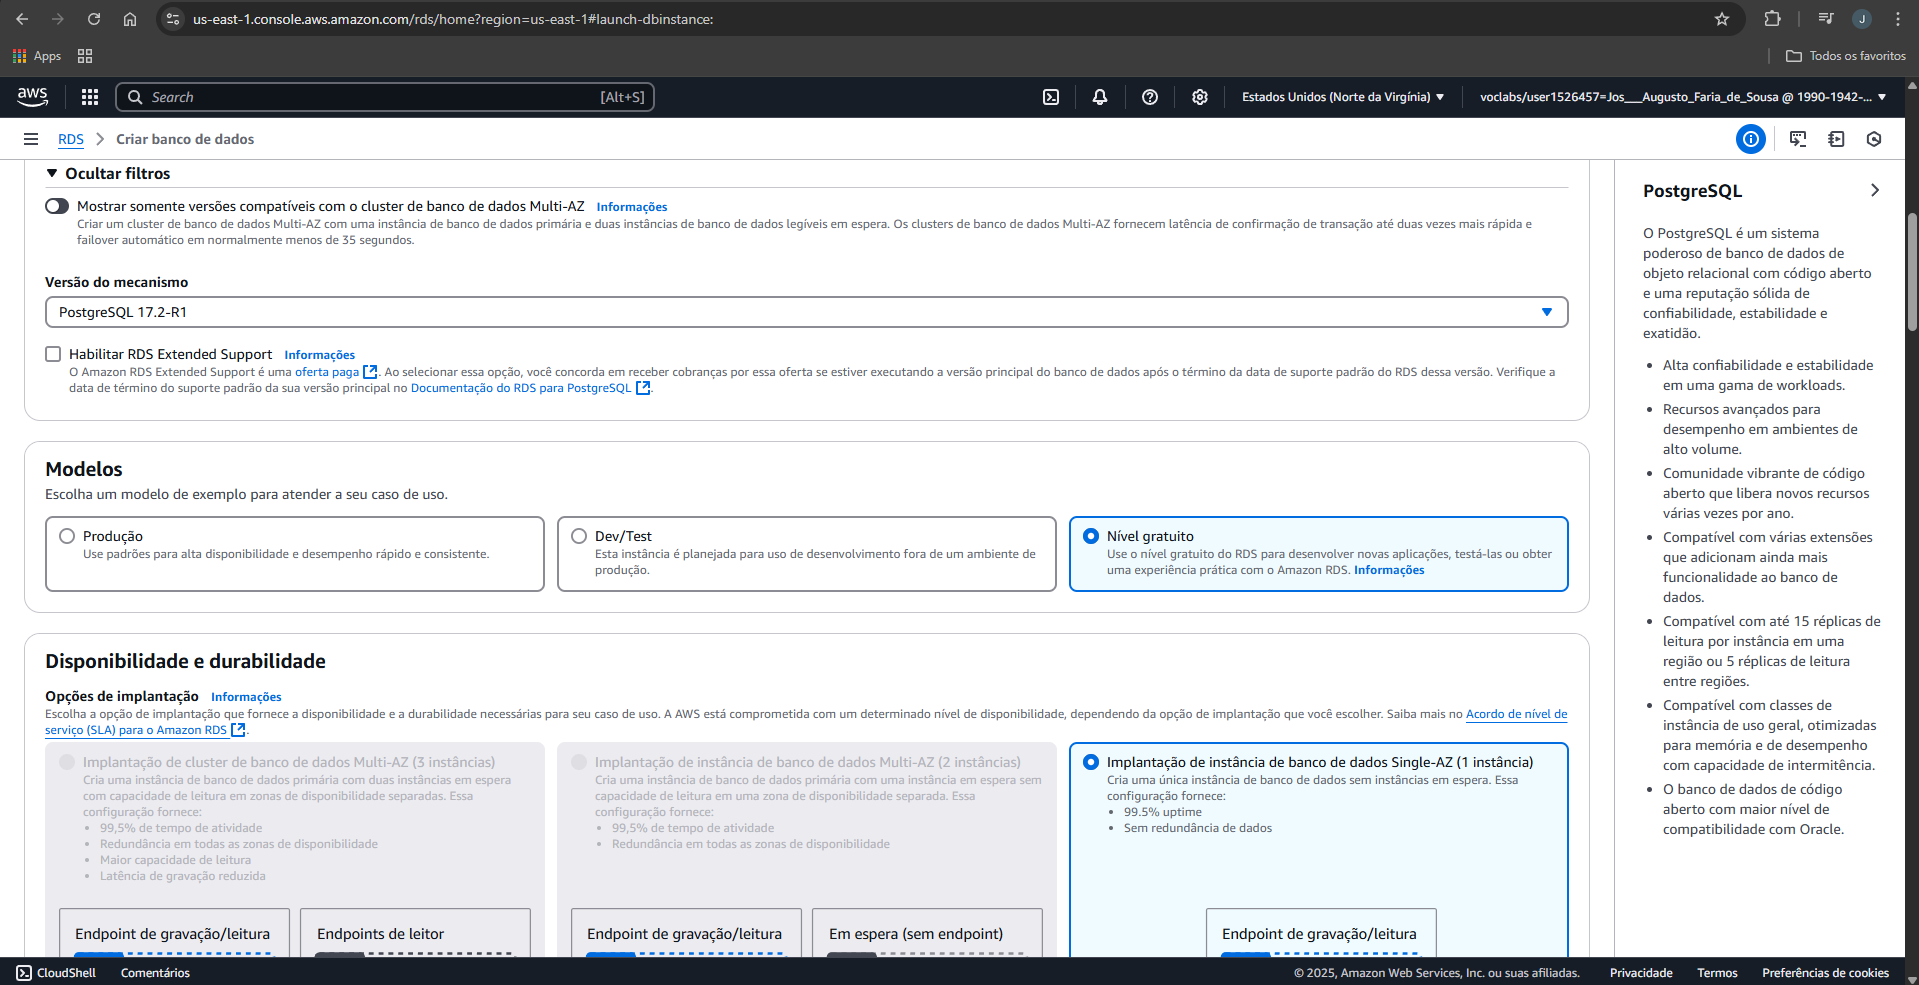 us-east-1.console.aws.amazon.com/rds/home?region=us-east-1#launch-dbinstance:
J
Apps
Todos os favoritos
aws
Search
[Alt+S]
Estados Unidos (Norte da Virgínia)
voclabs/user1526457=Jos___Augusto_Faria_de_Sousa @ 1990-1942-...
RDS
Criar banco de dados
Ocultar filtros
Mostrar somente versões compatíveis com o cluster de banco de dados Multi-AZ Informações
Criar um cluster de banco de dados Multi-AZ com uma instância de banco de dados primária e duas instâncias de banco de dados legíveis em espera. Os clusters de banco de dados Multi-AZ fornecem latência de confirmação de transação até duas vezes mais rápida e
failover automático em normalmente menos de 35 segundos.
Versão do mecanismo
PostgreSQL 17.2-R1
Habilitar RDS Extended Support Informações
O Amazon RDS Extended Support é uma oferta paga. Ao selecionar essa opção, você concorda em receber cobranças por essa oferta se estiver executando a versão principal do banco de dados após o término da data de suporte padrão do RDS dessa versão. Verifique a
data de término do suporte padrão da sua versão principal no Documentação do RDS para PostgreSQL.
Modelos
Escolha um modelo de exemplo para atender a seu caso de uso.
Produção
Use padrões para alta disponibilidade e desempenho rápido e consistente.
Dev/Test
Esta instância é planejada para uso de desenvolvimento fora de um ambiente de
produção.
Nível gratuito
Use o nível gratuito do RDS para desenvolver novas aplicações, testá-las ou obter
uma experiência prática com o Amazon RDS. Informações
Disponibilidade e durabilidade
Opções de implantação Informações
Escolha a opção de implantação que fornece a disponibilidade e a durabilidade necessárias para seu caso de uso. A AWS está comprometida com um determinado nível de disponibilidade, dependendo da opção de implantação que você escolher. Saiba mais no Acordo de nível de
serviço (SLA) para o Amazon RDS.
Implantação de cluster de banco de dados Multi-AZ (3 instâncias)
Cria uma instância de banco de dados primária com duas instâncias em espera
com capacidade de leitura em zonas de disponibilidade separadas. Essa
configuração fornece:
• 99,5% de tempo de atividade
• Redundância em todas as zonas de disponibilidade
• Maior capacidade de leitura
• Latência de gravação reduzida
Endpoint de gravação/leitura
Endpoints de leitor
Implantação de instância de banco de dados Multi-AZ (2 instâncias)
Cria uma instância de banco de dados primária com uma instância em espera sem
capacidade de leitura em uma zona de disponibilidade separada. Essa
configuração fornece:
• 99,5% de tempo de atividade
• Redundância em todas as zonas de disponibilidade
Endpoint de gravação/leitura
Em espera (sem endpoint)
Implantação de instância de banco de dados Single-AZ (1 instância)
Cria uma única instância de banco de dados sem instâncias em espera. Essa
configuração fornece:
• 99.5% uptime
• Sem redundância de dados
Endpoint de gravação/leitura
PostgreSQL
O PostgreSQL é um sistema
poderoso de banco de dados de
objeto relacional com código aberto
e uma reputação sólida de
confiabilidade, estabilidade e
exatidão.
• Alta confiabilidade e estabilidade
em uma gama de workloads.
• Recursos avançados para
desempenho em ambientes de
alto volume.
• Comunidade vibrante de código
aberto que libera novos recursos
várias vezes por ano.
• Compatível com várias extensões
que adicionam ainda mais
funcionalidade ao banco de
dados.
• Compatível com até 15 réplicas de
leitura por instância em uma
região ou 5 réplicas de leitura
entre regiões.
• Compatível com classes de
instância de uso geral, otimizadas
para memória e de desempenho
com capacidade de intermitência.
• O banco de dados de código
aberto com maior nível de
compatibilidade com Oracle.
CloudShell
Comentários
© 2025, Amazon Web Services, Inc. ou suas afiliadas.
Privacidade
Termos
Preferências de cookies